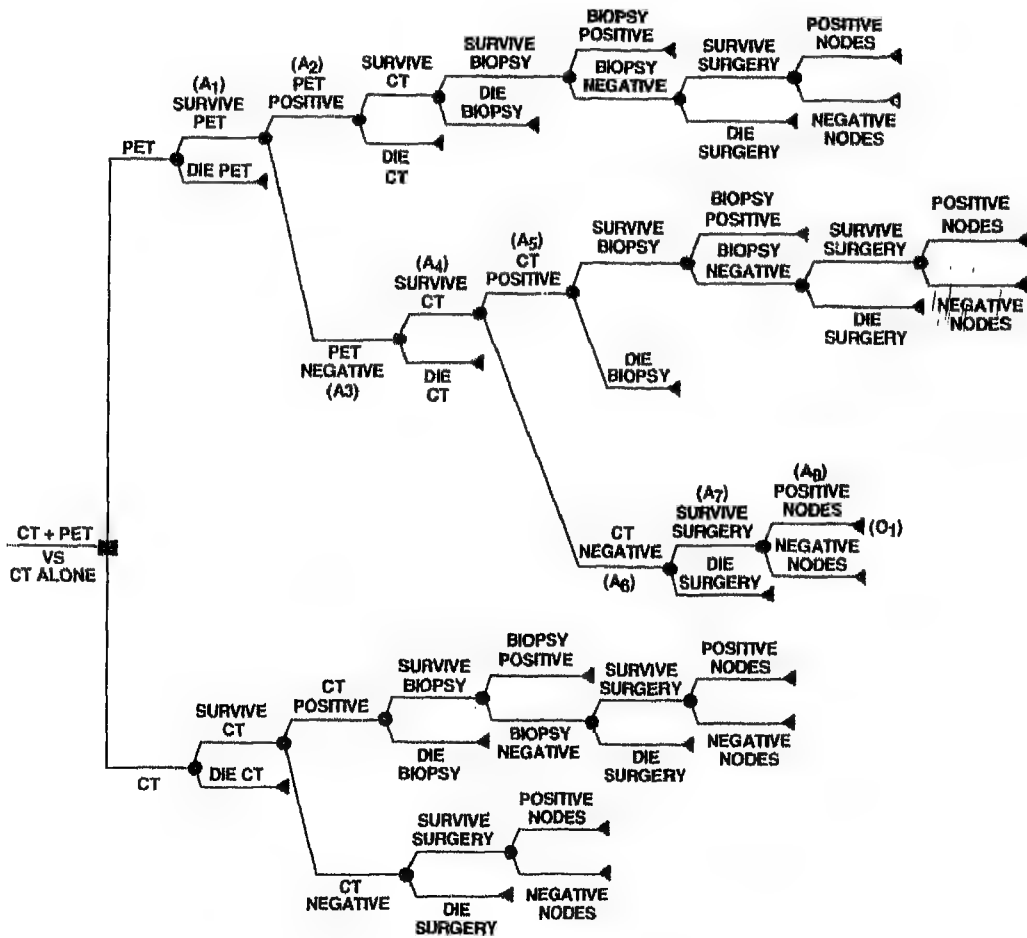 BIOPSY
POSITIVE
BIOPSY
NEGATIVE
SURVIVE
BIOPSY
DIE
BIOPSY
SURVIVE
SURGERY
DIE
SURGERY
POSITIVE
NODES
NEGATIVE
NODES
(A1)
SURVIVE
PET
DIE PET
PET
(A2)
PET
POSITIVE
SURVIVE
CT
DIE
CT
PET
NEGATIVE
(A3)
(A4)
SURVIVE
CT
DIE
CT
(A5)
CT
POSITIVE
SURVIVE
BIOPSY
DIE
BIOPSY
BIOPSY
POSITIVE
BIOPSY
NEGATIVE
SURVIVE
SURGERY
DIE
SURGERY
POSITIVE
NODES
NEGATIVE
NODES
CT
NEGATIVE
(A6)
(A7)
SURVIVE
SURGERY
DIE
SURGERY
(A8)
POSITIVE
NODES
(O1)
NEGATIVE
NODES
CT + PET
VS
CT ALONE
CT
SURVIVE
CT
DIE CT
CT
POSITIVE
SURVIVE
BIOPSY
DIE
BIOPSY
BIOPSY
POSITIVE
BIOPSY
NEGATIVE
SURVIVE
SURGERY
DIE
SURGERY
POSITIVE
NODES
NEGATIVE
NODES
CT
NEGATIVE
SURVIVE
SURGERY
DIE
SURGERY
POSITIVE
NODES
NEGATIVE
NODES